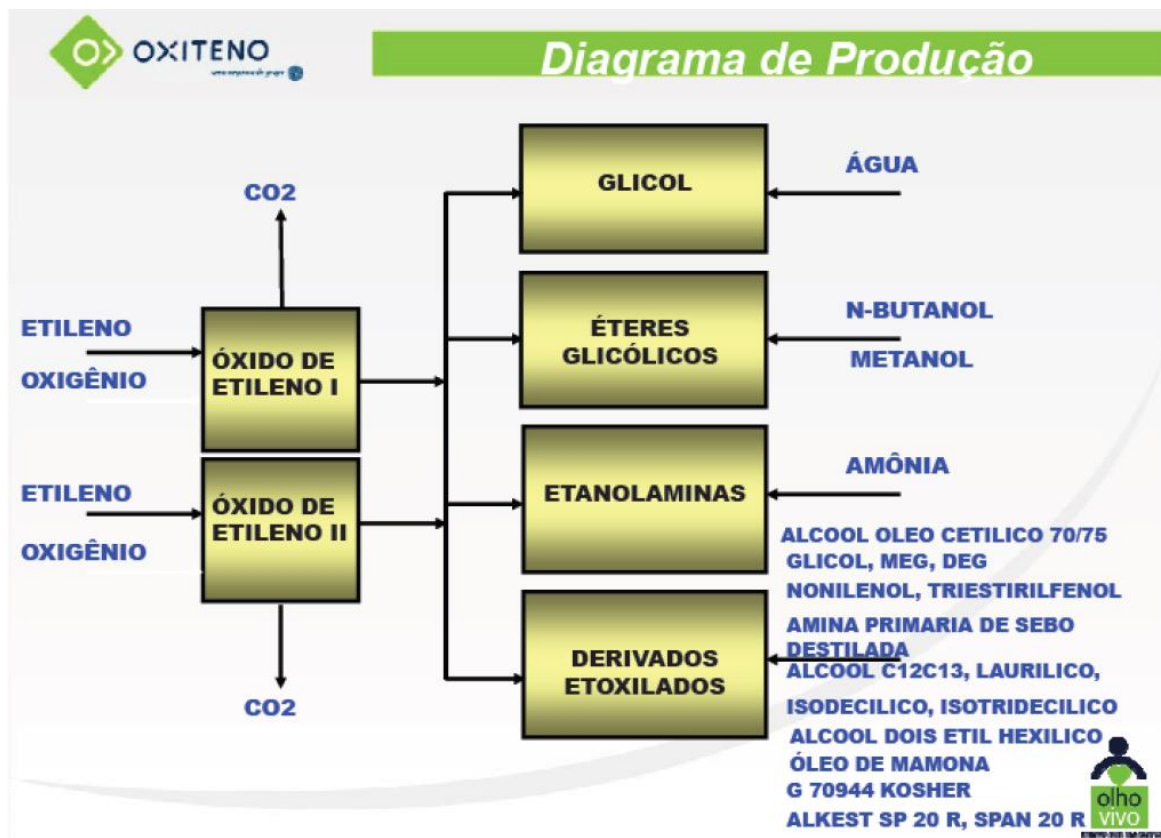 OXITENO
Diagrama de Produção
CO2
ETILENO
OXIGÊNIO
ÓXIDO DE
ETILENO I
ETILENO
OXIGÊNIO
ÓXIDO DE
ETILENO II
CO2
GLICOL
ÁGUA
ÉTERES
GLICÓLICOS
N-BUTANOL
METANOL
ETANOLAMINAS
AMÔNIA
DERIVADOS
ETOXILADOS
ALCOOL OLEO CETILICO 70/75
GLICOL, MEG, DEG
NONILENOL, TRIESTIRILFENOL
AMINA PRIMARIA DE SEBO
DESTILADA
ALCOOL C12C13, LAURILICO,
ISODECILICO, ISOTRIDECILICO
ALCOOL DOIS ETIL HEXILICO
ÓLEO DE MAMONA
G 70944 KOSHER
ALKEST SP 20 R, SPAN 20 R
olho
vivo